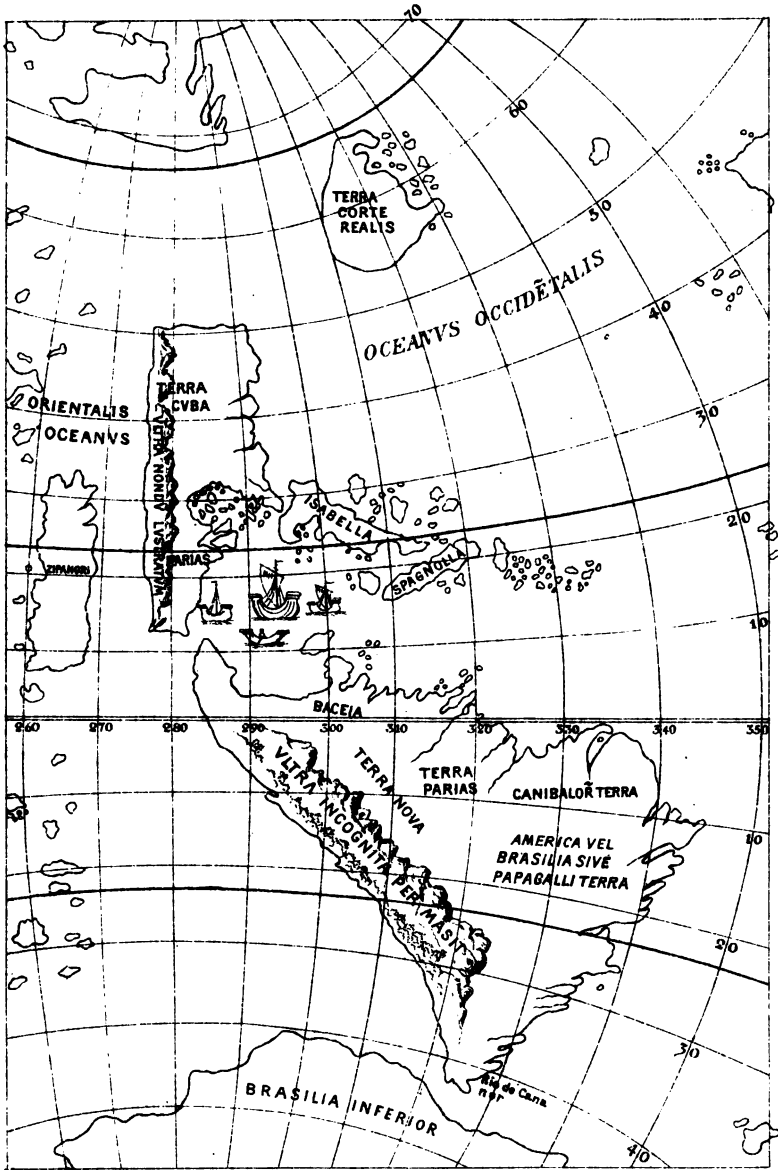 70
60
TERRA
CORTE
REALIS
50
OCEANVS OCCIDẼTALIS
40
TERRA
CVBA
30
ORIENTALIS
OCEANVS
VLTRA NONDV LVSTRATVM
ISABELLA
20
PARIAS
ZIPANGRI
SPAGNOLLA
10
BACEIA
260 270 280 290 300 310 320 330 340 350
TERRA NOVA
TERRA
PARIAS
CANIBALOR̃ TERRA
VLTRA INCOGNITA PERMASIT
10
AMERICA VEL
BRASILIA SIVE
PAPAGALLI TERRA
20
30
Rio de Cana
nor
BRASILIA INFERIOR
40